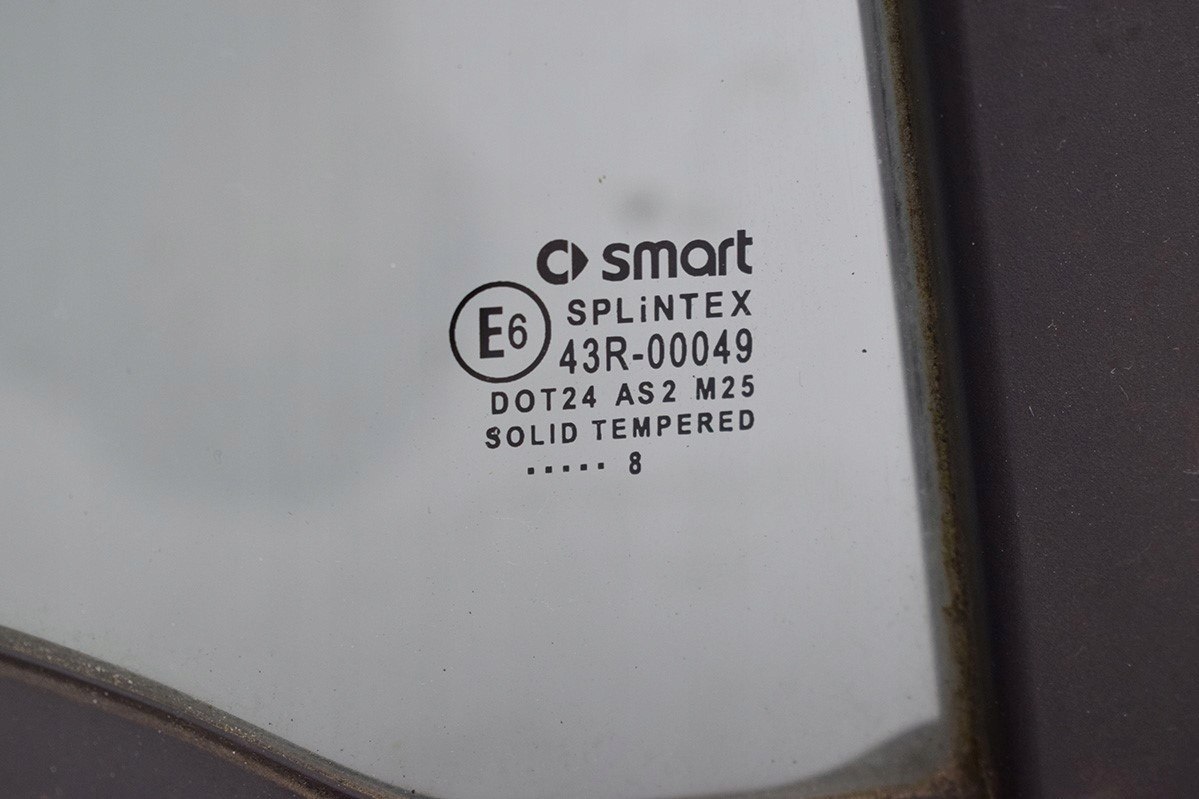 smart
SPLiNTEX
E6
43R-00049
DOT24 AS2 M25
SOLID TEMPERED
..... 8